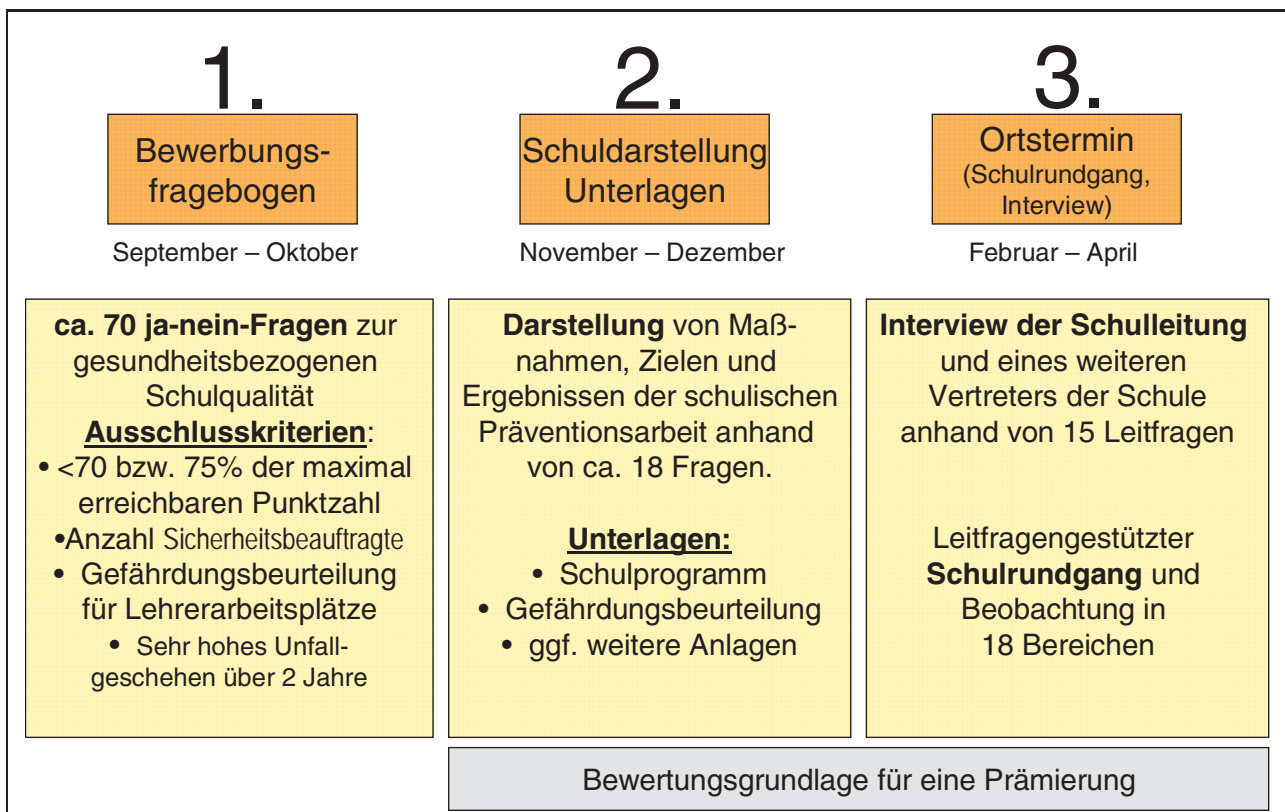 1.
Bewerbungs-
fragebogen
September – Oktober
ca. 70 ja-nein-Fragen zur
gesundheitsbezogenen
Schulqualität
Ausschlusskriterien:
• <70 bzw. 75% der maximal
erreichbaren Punktzahl
•Anzahl Sicherheitsbeauftragte
• Gefährdungsbeurteilung
für Lehrerarbeitsplätze
• Sehr hohes Unfall-
geschehen über 2 Jahre
2.
Schuldarstellung
Unterlagen
November – Dezember
Darstellung von Maß-
nahmen, Zielen und
Ergebnissen der schulischen
Präventionsarbeit anhand
von ca. 18 Fragen.
Unterlagen:
• Schulprogramm
• Gefährdungsbeurteilung
• ggf. weitere Anlagen
3.
Ortstermin
(Schulrundgang,
Interview)
Februar – April
Interview der Schulleitung
und eines weiteren
Vertreters der Schule
anhand von 15 Leitfragen
Leitfragengestützter
Schulrundgang und
Beobachtung in
18 Bereichen
Bewertungsgrundlage für eine Prämierung